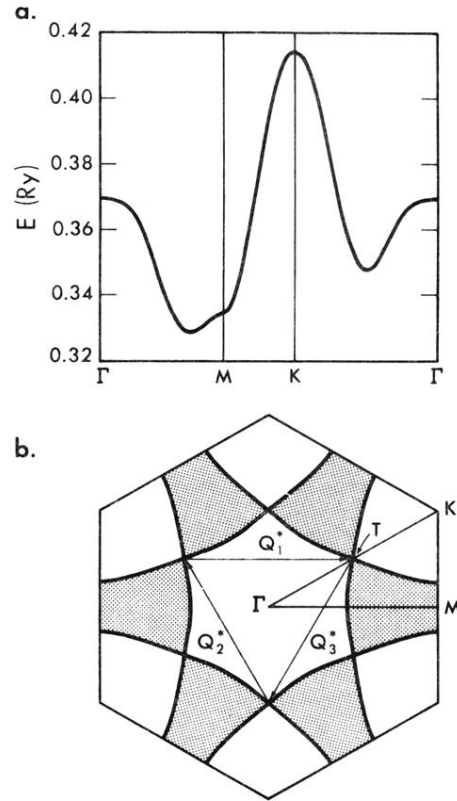 a.
0.42
0.40
0.38
E (Ry)
0.36
0.34
0.32
Γ M K Γ
b.
K
T
Q₁*
Γ
M
Q₂* Q₃*